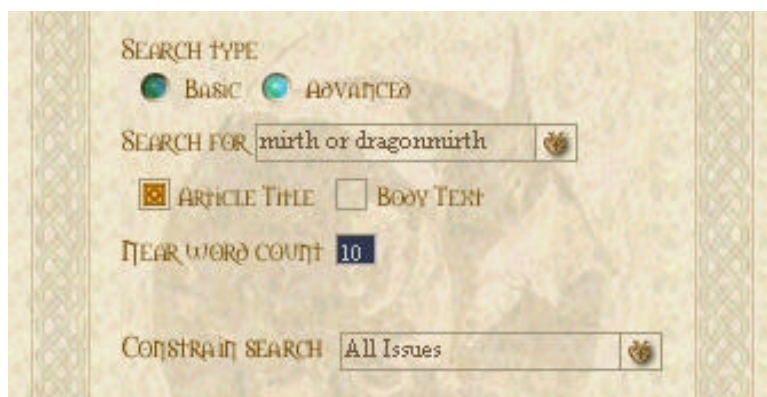 Search type
Basic Advanced
Search for mirth or dragonmirth
Article Title Body Text
Near word count 10
Constrain search All Issues